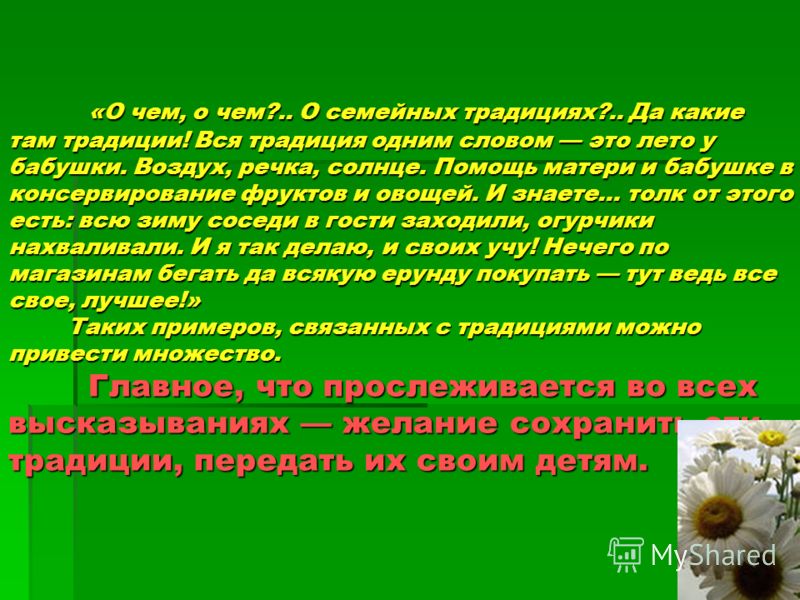 «О чем, о чем?.. О семейных традициях?.. Да какие
там традиции! Вся традиция одним словом — это лето у
бабушки. Воздух, речка, солнце. Помощь матери и бабушке в
консервирование фруктов и овощей. И знаете… толк от этого
есть: всю зиму соседи в гости заходили, огурчики
нахваливали. И я так делаю, и своих учу! Нечего по
магазинам бегать да всякую ерунду покупать — тут ведь все
свое, лучшее!»
Таких примеров, связанных с традициями можно
привести множество.
Главное, что прослеживается во всех
высказываниях — желание сохранить эти
традиции, передать их своим детям.
MyShared